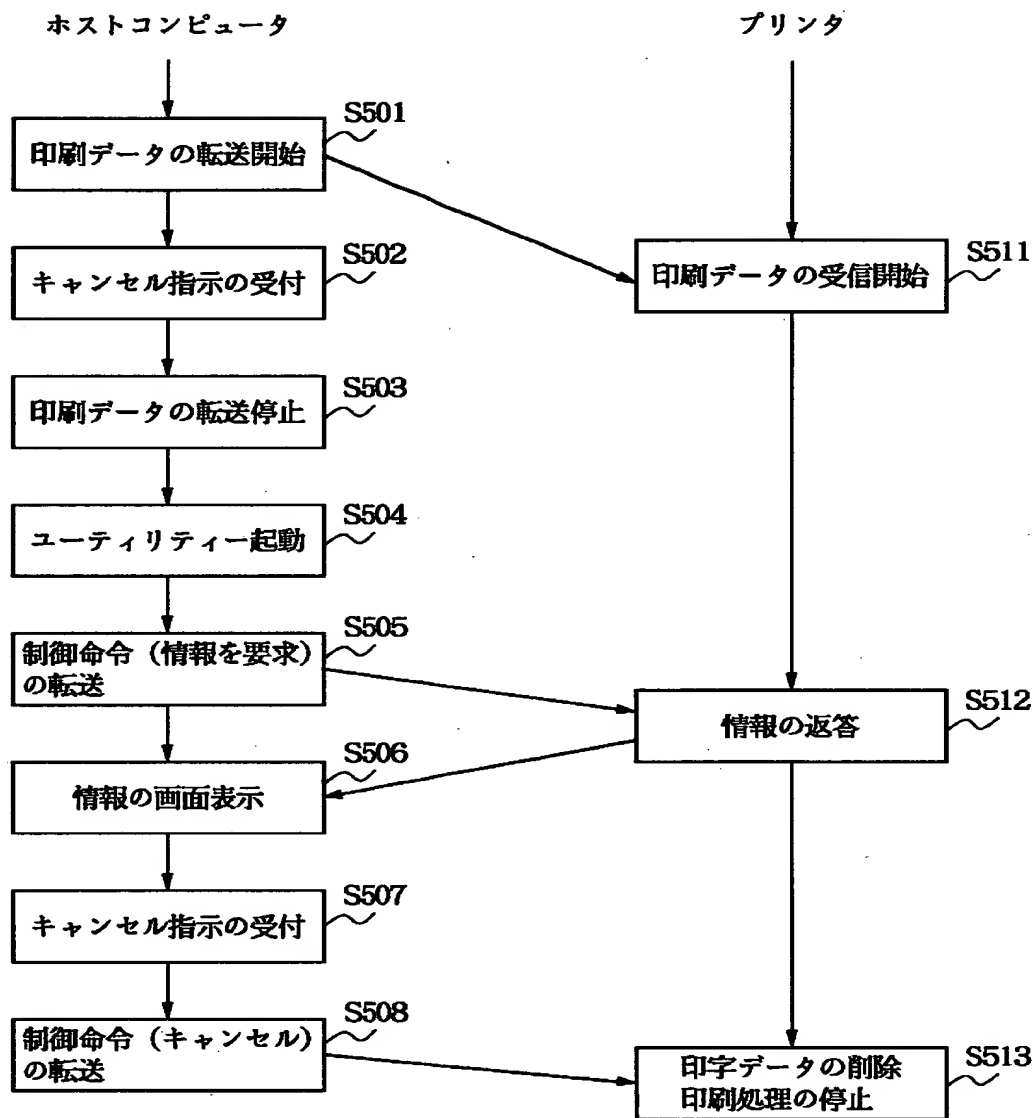 ホストコンピュータ
プリンタ
S501
印刷データの転送開始
S502
キャンセル指示の受付
S511
印刷データの受信開始
S503
印刷データの転送停止
S504
ユーティリティー起動
S505
制御命令（情報を要求）
の転送
S512
情報の返答
S506
情報の画面表示
S507
キャンセル指示の受付
S508
制御命令（キャンセル）
の転送
S513
印字データの削除
印刷処理の停止